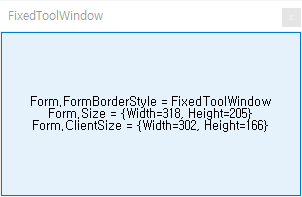 FixedToolWindow
Form,FormBorderStyle = FixedToolWindow
Form,Size = {Width=318, Height=205}
Form,ClientSize = {Width=302, Height=166}